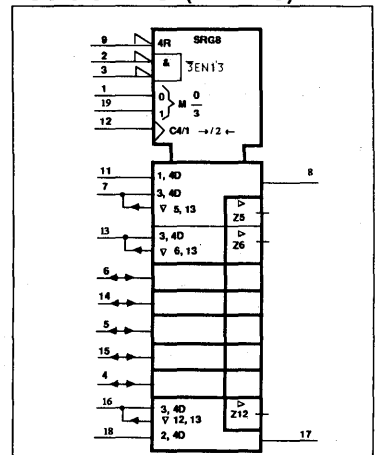 9 4R SRG8
2 & 3EN13
3
1 0 M 0/3
19 1
12 C4/1 →/2 ←
11 1, 4D 8
7 3, 4D
▽ 5, 13 ▷ Z5
13 3, 4D ▷ Z6
▽ 6, 13
6
14
5
15
4
16 3, 4D ▷ Z12
▽ 12, 13
18 2, 4D 17